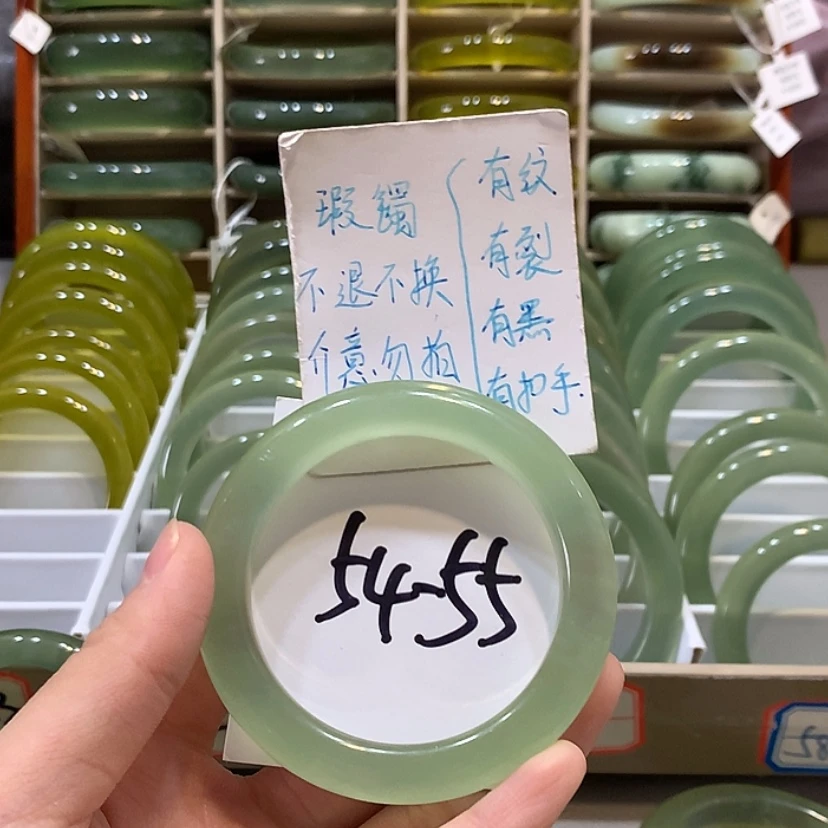 瑕镯
不退不换
介意勿拍
有纹
有裂
有黑
有扣手.
54-55